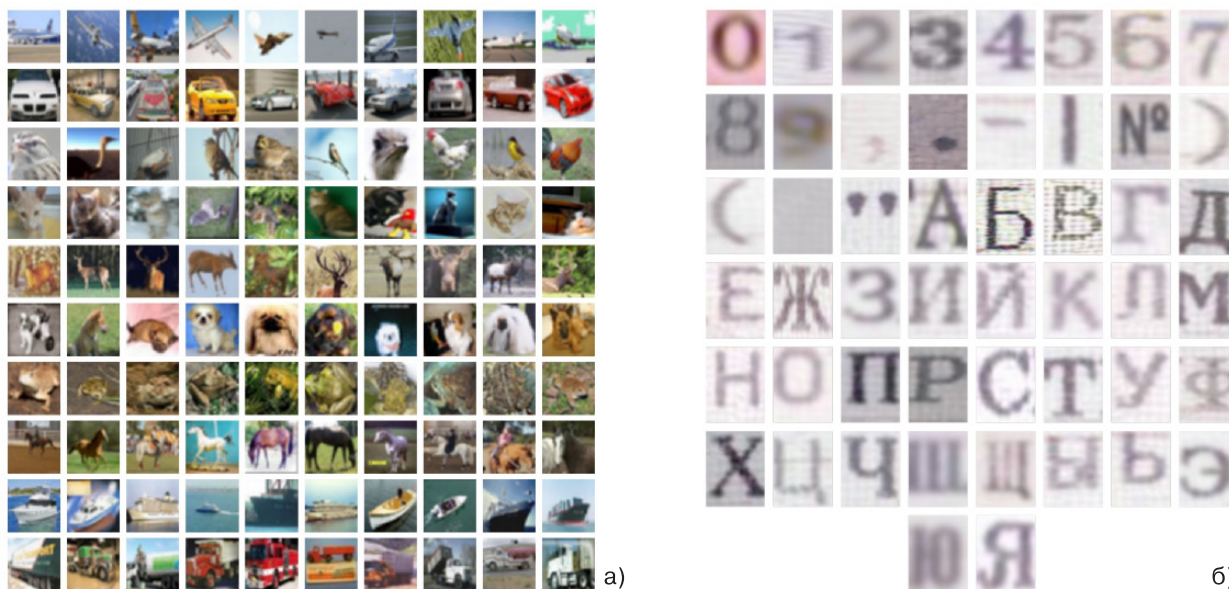 0 1 2 3 4 5 6 7
8 9 , . - I № )
( " А Б В Г Д
Е Ж З И Й К Л М
Н О П Р С Т У Ф
Х Ц Ч Ш Щ Ы Ь Э
Ю Я
а)
б)